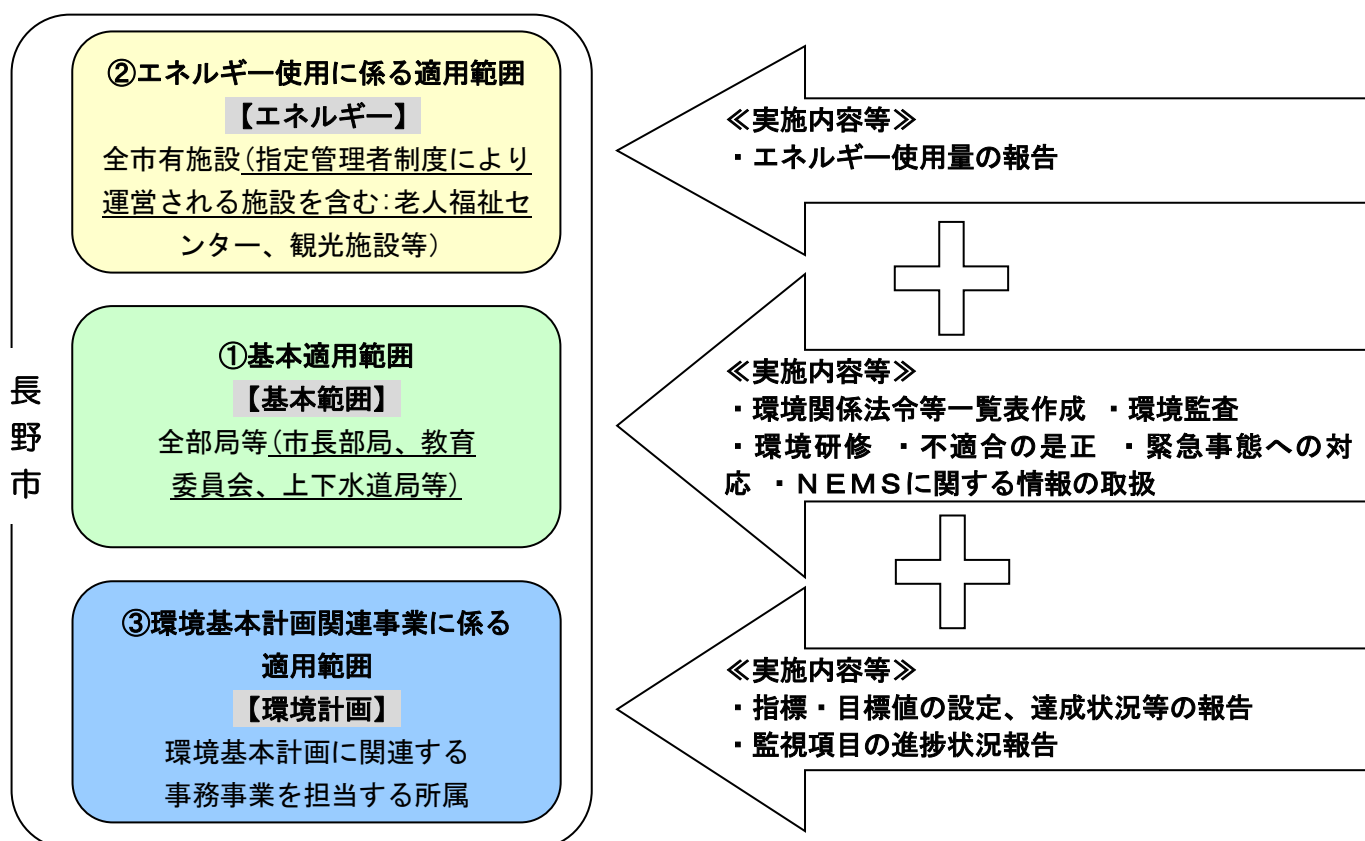 長
野
市
②エネルギー使用に係る適用範囲
【エネルギー】
全市有施設(指定管理者制度により
運営される施設を含む:老人福祉セ
ンター、観光施設等)
≪実施内容等≫
・エネルギー使用量の報告
①基本適用範囲
【基本範囲】
全部局等(市長部局、教育
委員会、上下水道局等)
≪実施内容等≫
・環境関係法令等一覧表作成 ・環境監査
・環境研修 ・不適合の是正 ・緊急事態への対
応 ・NEMSに関する情報の取扱
③環境基本計画関連事業に係る
適用範囲
【環境計画】
環境基本計画に関連する
事務事業を担当する所属
≪実施内容等≫
・指標・目標値の設定、達成状況等の報告
・監視項目の進捗状況報告